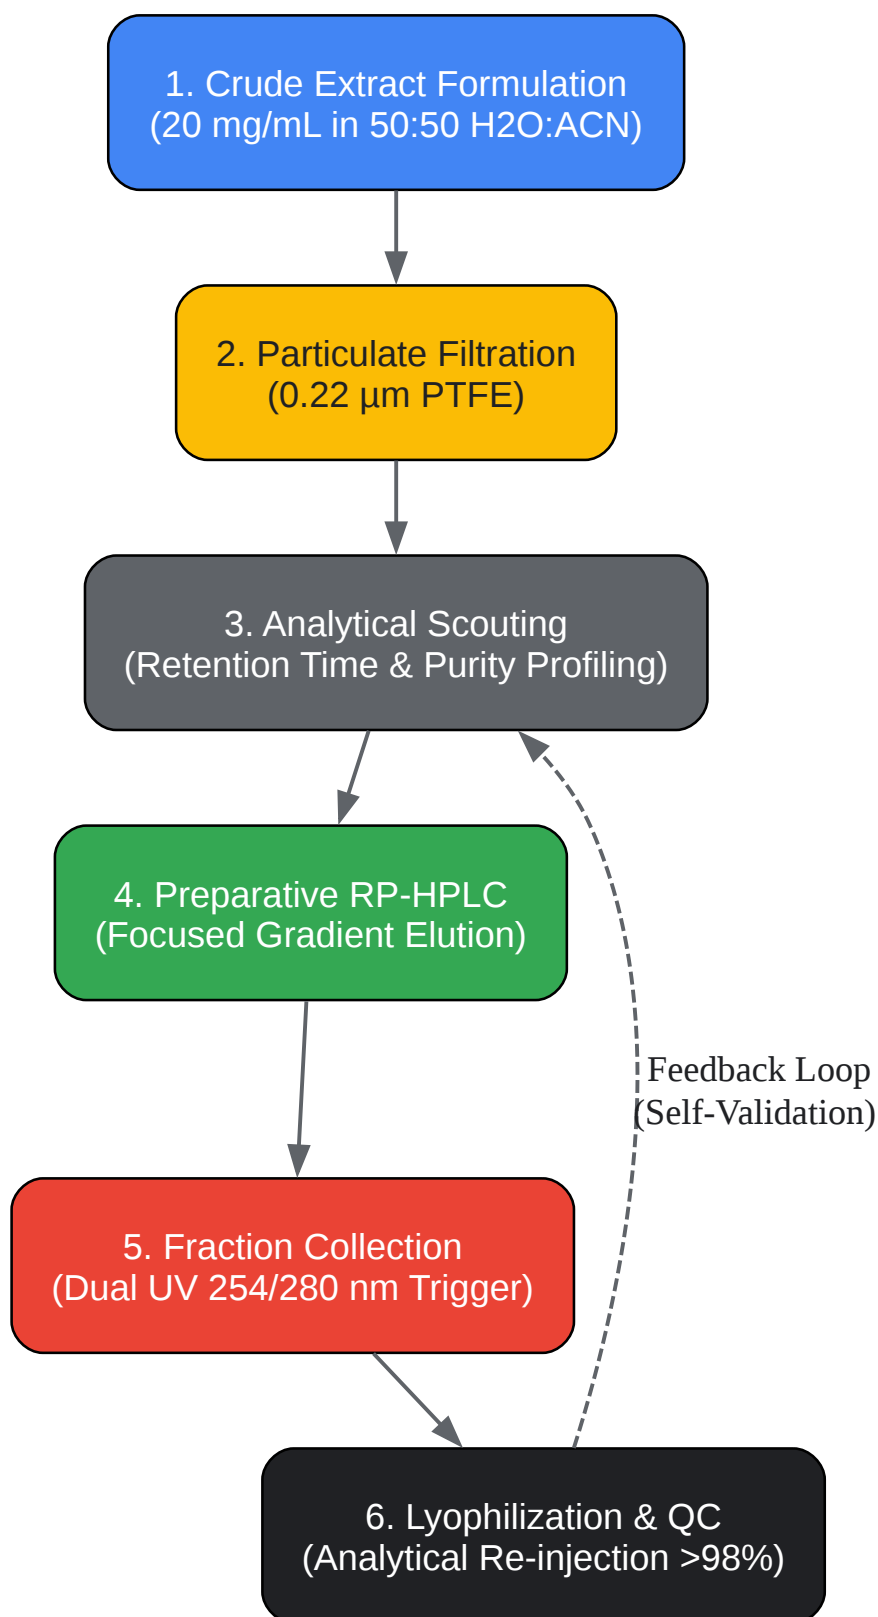 1. Crude Extract Formulation
(20 mg/mL in 50:50 H2O:ACN)
2. Particulate Filtration
(0.22 µm PTFE)
3. Analytical Scouting
(Retention Time & Purity Profiling)
4. Preparative RP-HPLC
(Focused Gradient Elution)
Feedback Loop
(Self-Validation)
5. Fraction Collection
(Dual UV 254/280 nm Trigger)
6. Lyophilization & QC
(Analytical Re-injection >98%)